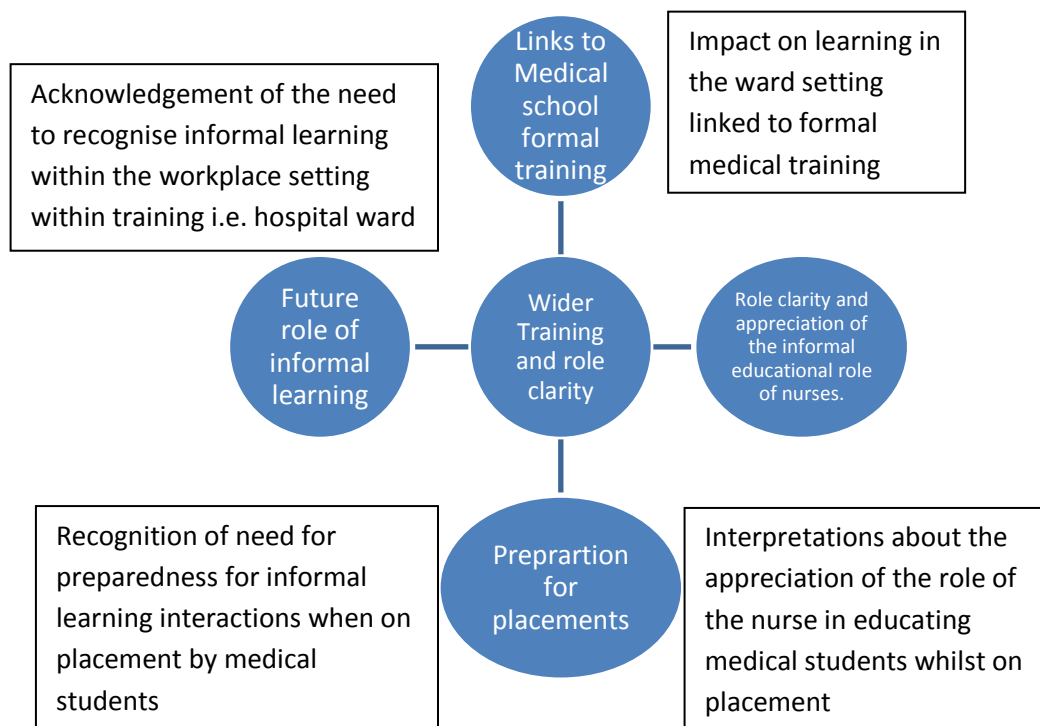 Links to
Medical
school
formal
training
Impact on learning in
the ward setting
linked to formal
medical training
Acknowledgement of the need
to recognise informal learning
within the workplace setting
within training i.e. hospital ward
Future
role of
informal
learning
Wider
Training
and role
clarity
Role clarity and
appreciation of
the informal
educational role
of nurses.
Recognition of need for
preparedness for informal
learning interactions when on
placement by medical
students
Preprartion
for
placements
Interpretations about the
appreciation of the role of
the nurse in educating
medical students whilst on
placement